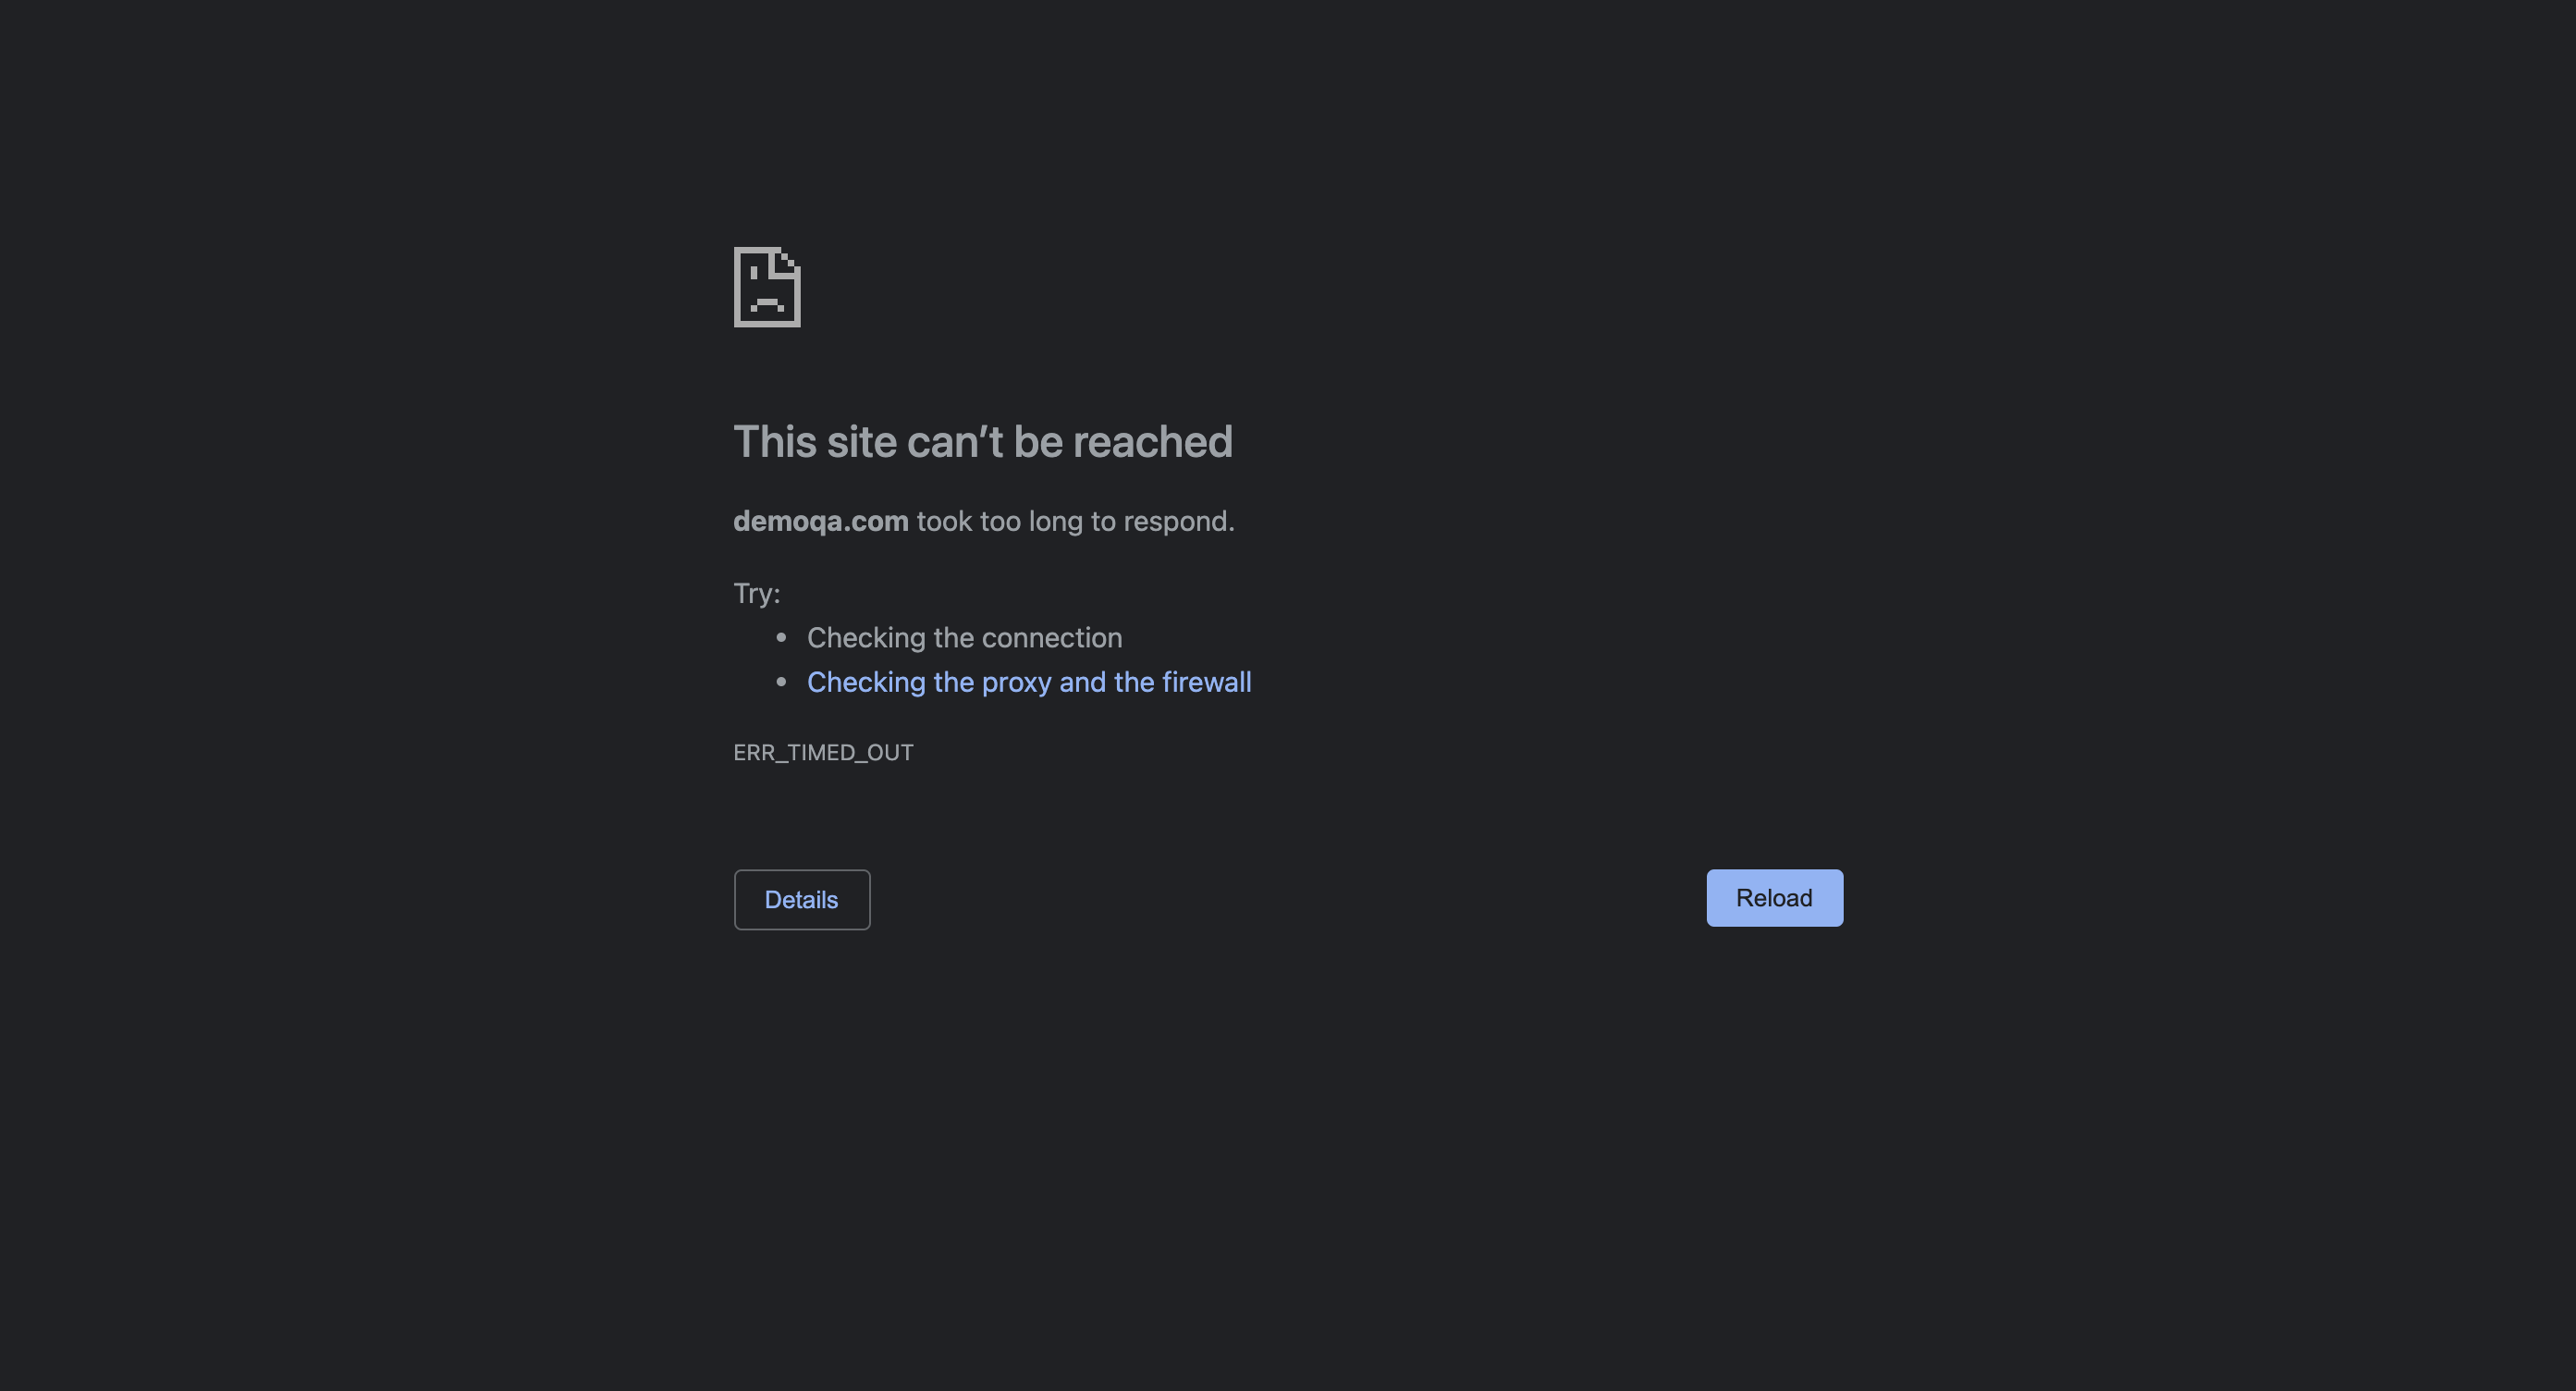 This site can’t be reached
demoqa.com took too long to respond.
Try:
• Checking the connection
• Checking the proxy and the firewall
ERR_TIMED_OUT
Details
Reload